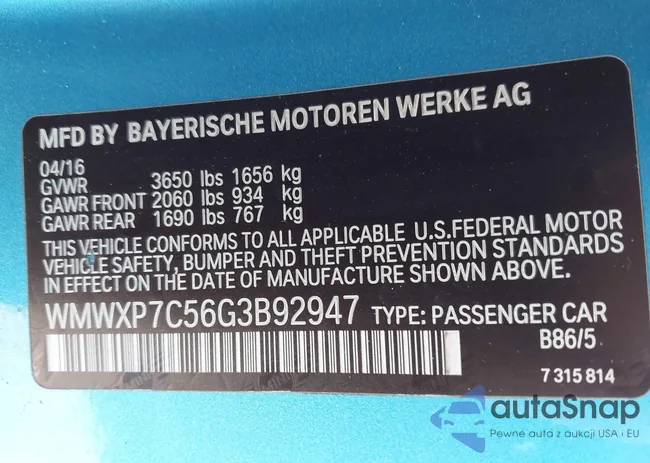 MFD BY BAYERISCHE MOTOREN WERKE AG
04/16
GVWR 3650 lbs 1656 kg
GAWR FRONT 2060 lbs 934 kg
GAWR REAR 1690 lbs 767 kg
THIS VEHICLE CONFORMS TO ALL APPLICABLE U.S.FEDERAL MOTOR
VEHICLE SAFETY, BUMPER AND THEFT PREVENTION STANDARDS
IN EFFECT ON THE DATE OF MANUFACTURE SHOWN ABOVE.
WMWXP7C56G3B92947 TYPE: PASSENGER CAR
B86/5
7 315 814
autaSnap
Pewne auta z aukcji USA i EU